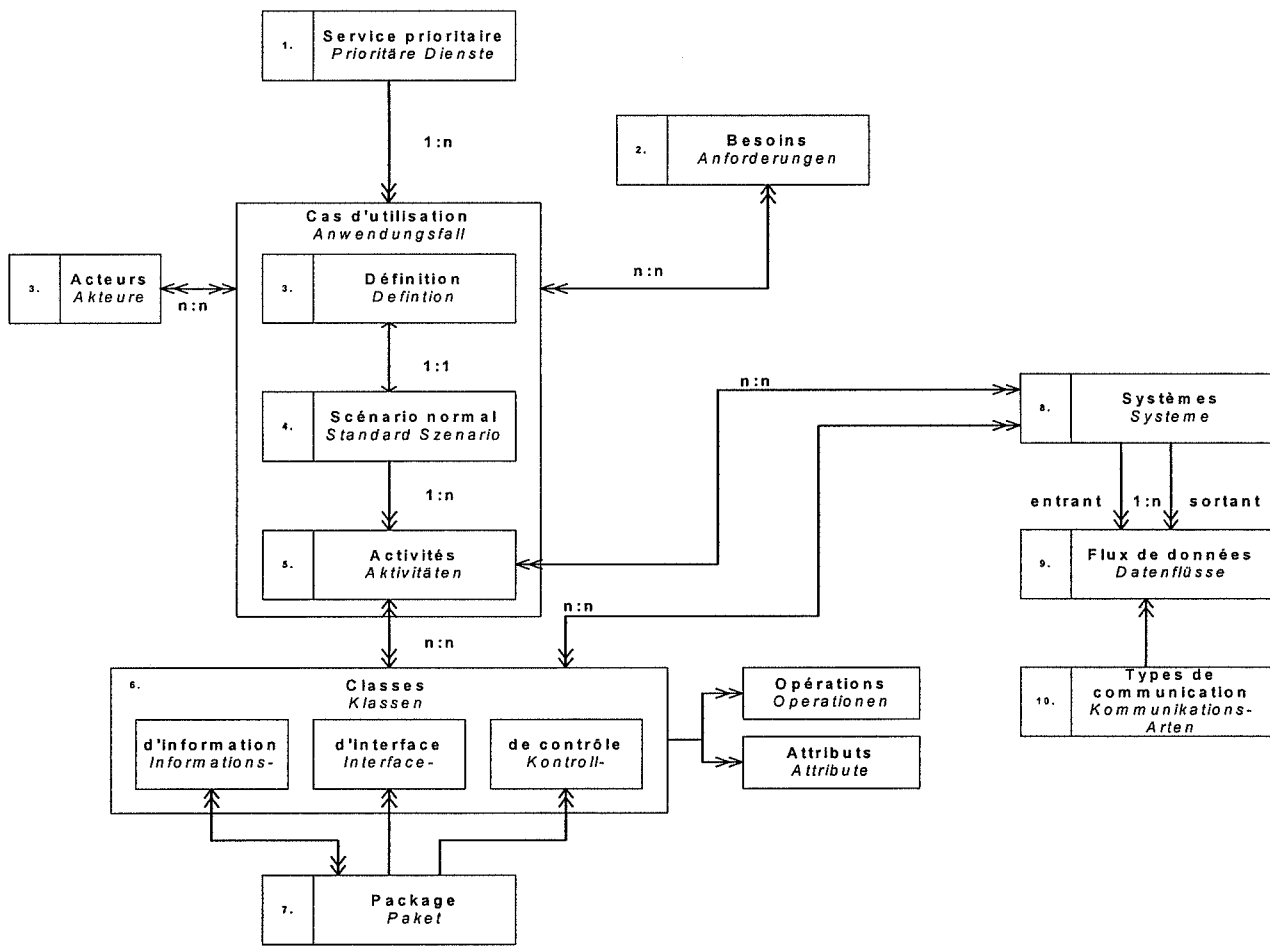 1.
Service prioritaire
Prioritäre Dienste
1:n
2.
Besoins
Anforderungen
Cas d'utilisation
Anwendungsfall
n:n
3.
Acteurs
Akteure
n:n
3.
Définition
Defintion
1:1
4.
Scénario normal
Standard Szenario
1:n
5.
Activités
Aktivitäten
n:n
n:n
n:n
8.
Systèmes
Systeme
entrant 1:n sortant
9.
Flux de données
Datenflüsse
10.
Types de
communication
Kommunikations-
Arten
6.
Classes
Klassen
d'information
Informations-
d'interface
Interface-
de contrôle
Kontroll-
Opérations
Operationen
Attributs
Attribute
7.
Package
Paket